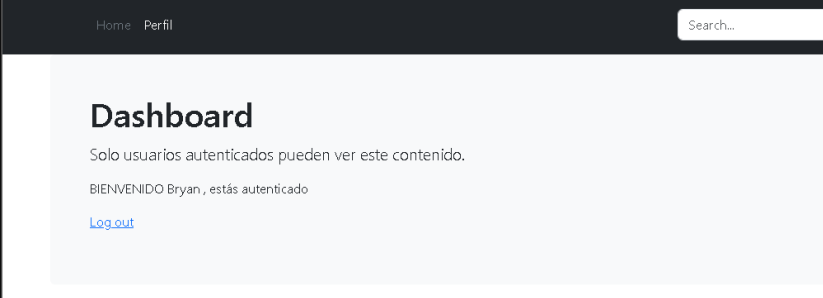 Home Perfil Search...
Dashboard
Solo usuarios autenticados pueden ver este contenido.
BIENVENIDO Bryan , estás autenticado
Log out